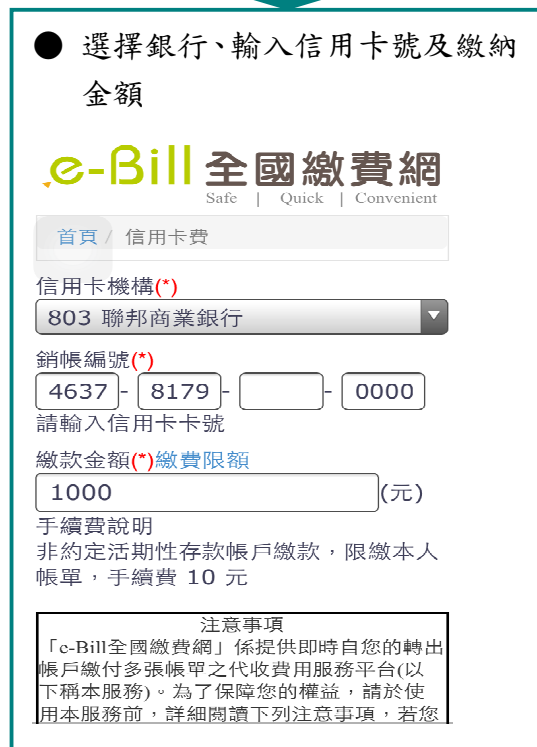 ● 選擇銀行、輸入信用卡號及繳納
金額
e-Bill 全國繳費網
Safe | Quick | Convenient
首頁 / 信用卡費
信用卡機構(*)
803 聯邦商業銀行
銷帳編號(*)
4637 - 8179 - - 0000
請輸入信用卡卡號
繳款金額(*)繳費限額
1000 (元)
手續費說明
非約定活期性存款帳戶繳款，限繳本人
帳單，手續費 10 元
注意事項
「e-Bill全國繳費網」係提供即時自您的轉出
帳戶繳付多張帳單之代收費用服務平台(以
下稱本服務)。為了保障您的權益，請於使
用本服務前，詳細閱讀下列注意事項，若您